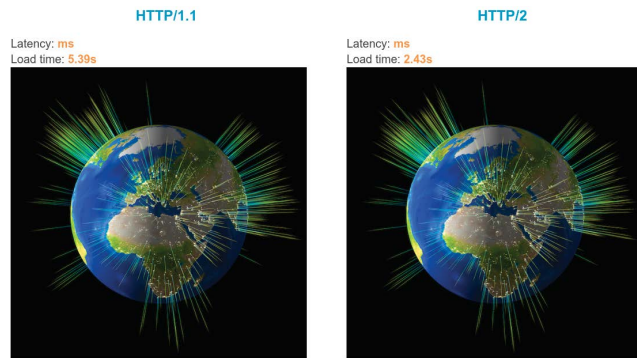 HTTP/1.1
Latency: ms
Load time: 5.39s
HTTP/2
Latency: ms
Load time: 2.43s